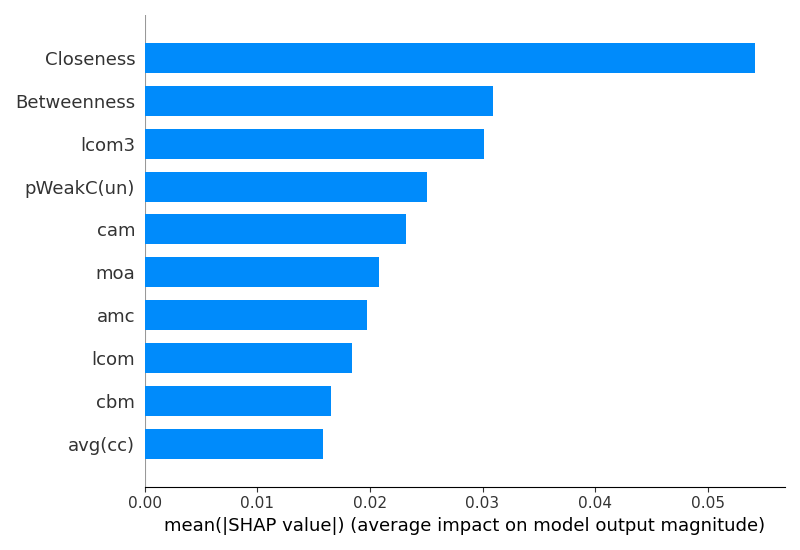 Closeness
Betweenness
lcom3
pWeakC(un)
cam
moa
amc
lcom
cbm
avg(cc)
0.00 0.01 0.02 0.03 0.04 0.05
mean(|SHAP value|) (average impact on model output magnitude)